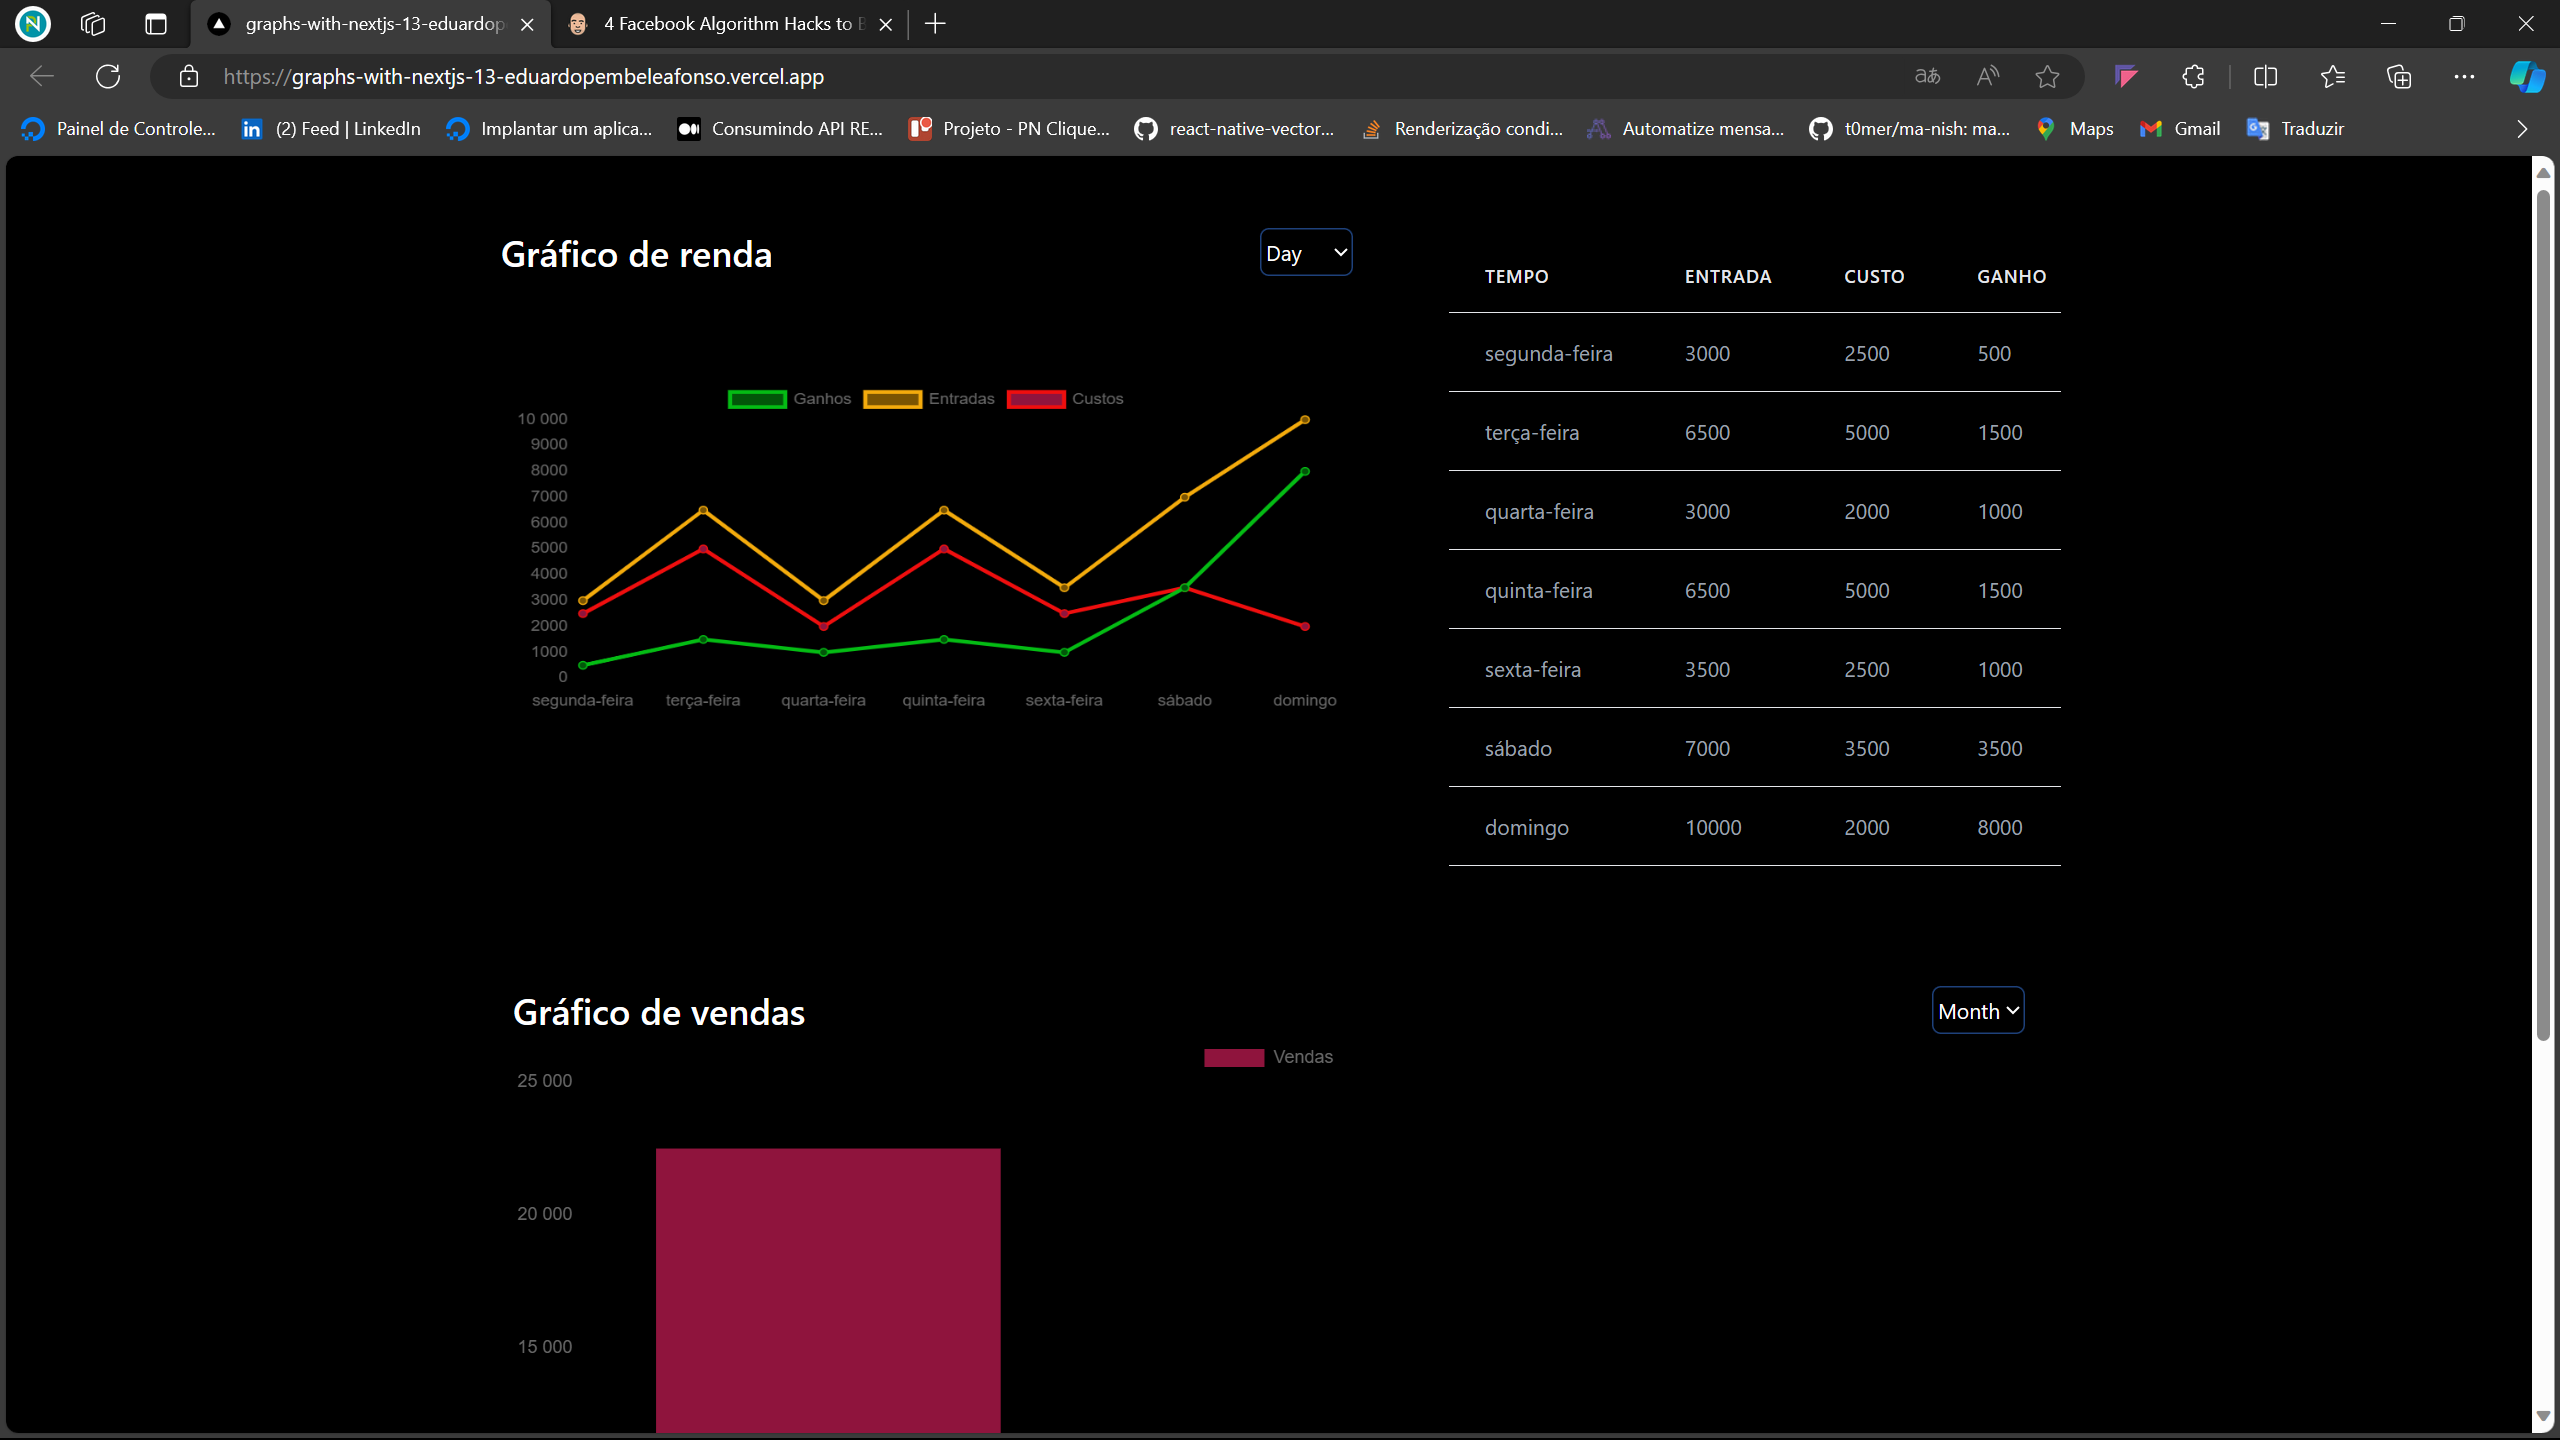 graphs-with-nextjs-13-eduardop
4 Facebook Algorithm Hacks to B
https://graphs-with-nextjs-13-eduardopembeleafonso.vercel.app
Painel de Controle... (2) Feed | LinkedIn Implantar um aplica... Consumindo API RE... Projeto - PN Clique... react-native-vector... Renderização condi... Automatize mensa... t0mer/ma-nish: ma... Maps Gmail Traduzir
Gráfico de renda
Day
Ganhos Entradas Custos
10 000
9000
8000
7000
6000
5000
4000
3000
2000
1000
0
segunda-feira terça-feira quarta-feira quinta-feira sexta-feira sábado domingo
TEMPO ENTRADA CUSTO GANHO
segunda-feira 3000 2500 500
terça-feira 6500 5000 1500
quarta-feira 3000 2000 1000
quinta-feira 6500 5000 1500
sexta-feira 3500 2500 1000
sábado 7000 3500 3500
domingo 10000 2000 8000
Gráfico de vendas
Month
Vendas
25 000
20 000
15 000